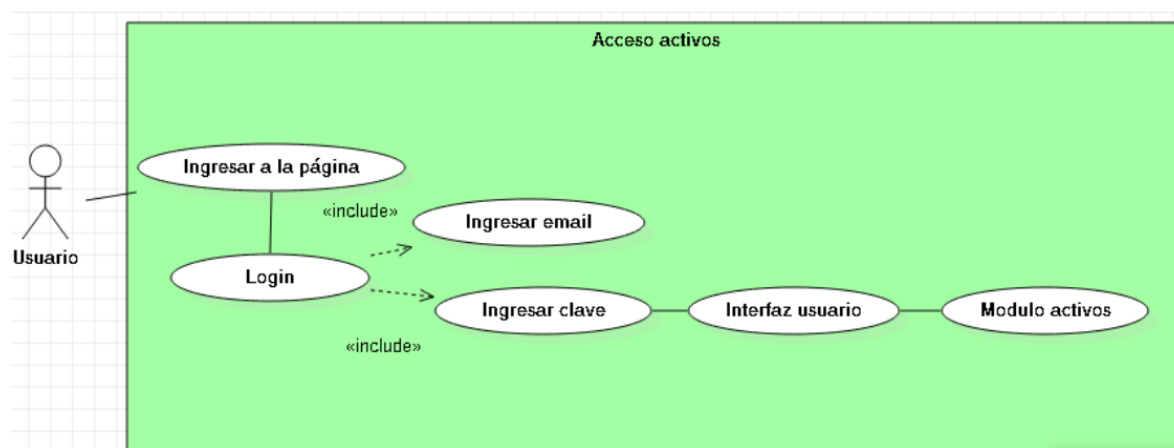 Acceso activos
Ingresar a la página
«include»
Ingresar email
Usuario
Login
Ingresar clave
Interfaz usuario
Modulo activos
«include»